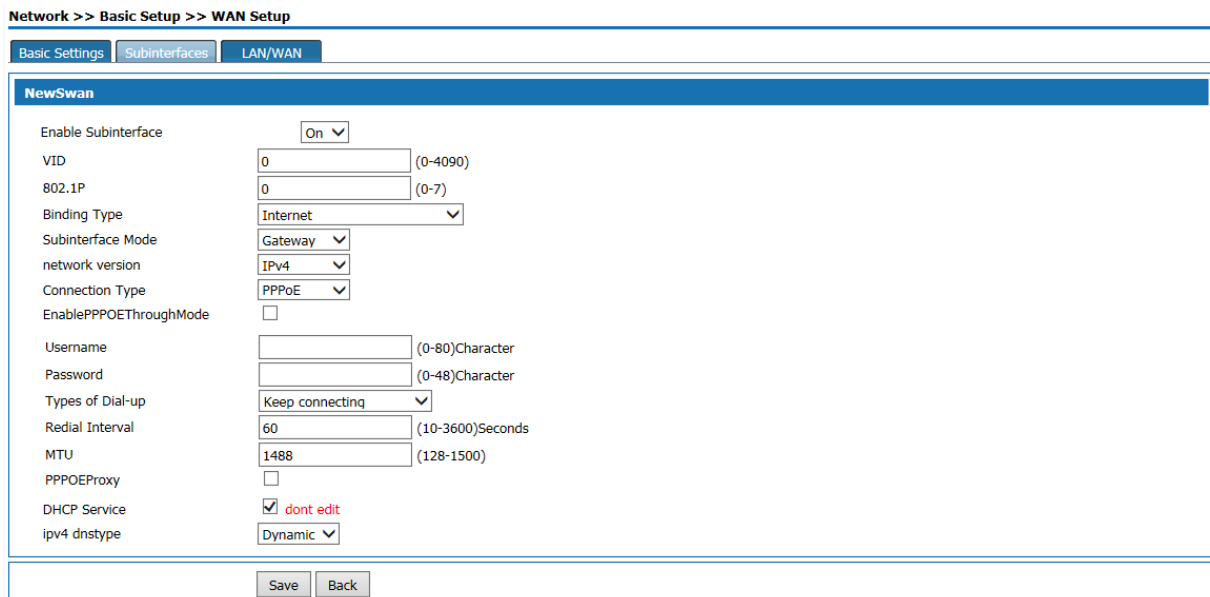 Network >> Basic Setup >> WAN Setup
Basic Settings Subinterfaces LAN/WAN
NewSwan
Enable Subinterface On
VID 0 (0-4090)
802.1P 0 (0-7)
Binding Type Internet
Subinterface Mode Gateway
network version IPv4
Connection Type PPPoE
EnablePPPOEThroughMode
Username (0-80)Character
Password (0-48)Character
Types of Dial-up Keep connecting
Redial Interval 60 (10-3600)Seconds
MTU 1488 (128-1500)
PPPOEProxy
DHCP Service dont edit
ipv4 dnstype Dynamic
Save Back